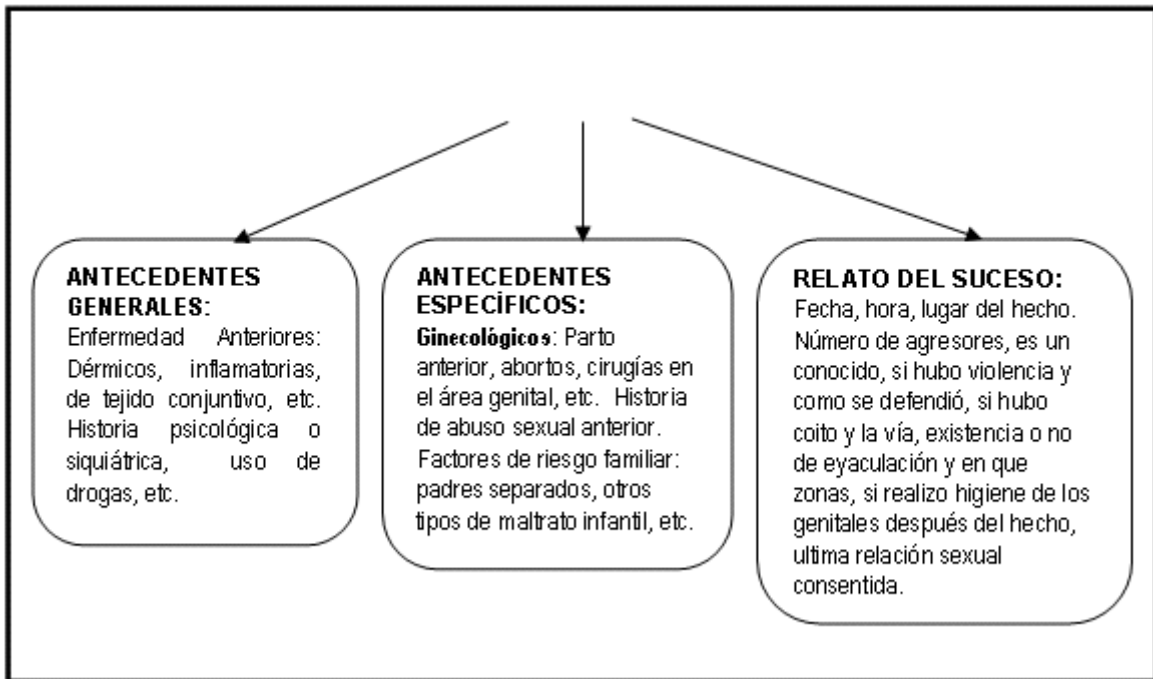 ANTECEDENTES
GENERALES:
Enfermedad Anteriores:
Dérmicos, inflamatorias,
de tejido conjuntivo, etc.
Historia psicológica o
siquiátrica, uso de
drogas, etc.
ANTECEDENTES
ESPECÍFICOS:
Ginecológicos: Parto
anterior, abortos, cirugías en
el área genital, etc. Historia
de abuso sexual anterior.
Factores de riesgo familiar:
padres separados, otros
tipos de maltrato infantil, etc.
RELATO DEL SUCESO:
Fecha, hora, lugar del hecho.
Número de agresores, es un
conocido, si hubo violencia y
como se defendió, si hubo
coito y la vía, existencia o no
de eyaculación y en que
zonas, si realizo higiene de los
genitales después del hecho,
ultima relación sexual
consentida.